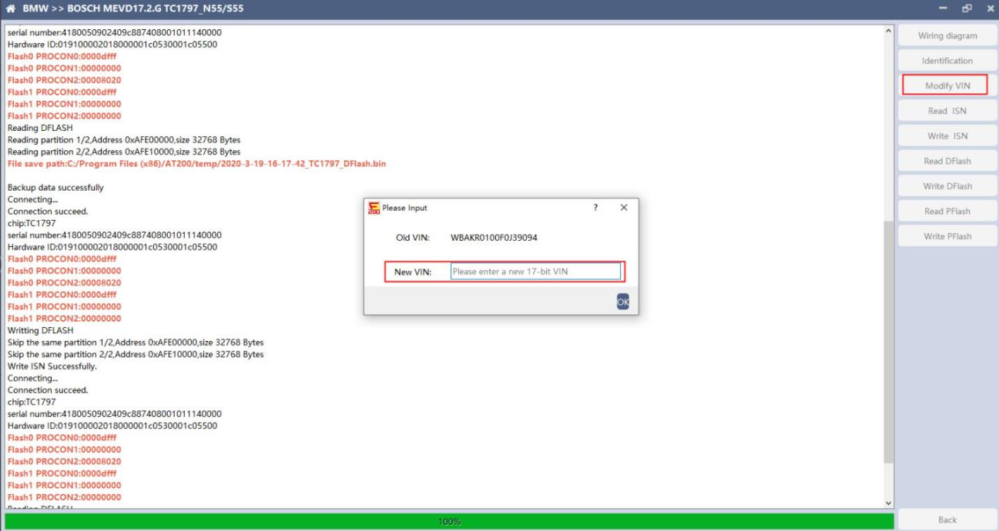 BMW >> BOSCH MEVD17.2.G TC1797_N55/S55
serial number:4180050902409c887408001011140000
Hardware ID:019100002018000001c0530001c05500
Flash0 PROCON0:0000dfff
Flash0 PROCON1:00000000
Flash0 PROCON2:00008020
Flash1 PROCON0:0000dfff
Flash1 PROCON1:00000000
Flash1 PROCON2:00000000
Reading DFLASH
Reading partition 1/2,Address 0xAFE00000,size 32768 Bytes
Reading partition 2/2,Address 0xAFE10000,size 32768 Bytes
File save path:C:/Program Files (x86)/AT200/temp/2020-3-19-16-17-42_TC1797_DFlash.bin
Backup data successfully
Connecting...
Connection succeed.
chip:TC1797
serial number:4180050902409c887408001011140000
Hardware ID:019100002018000001c0530001c05500
Flash0 PROCON0:0000dfff
Flash0 PROCON1:00000000
Flash0 PROCON2:00008020
Flash1 PROCON0:0000dfff
Flash1 PROCON1:00000000
Flash1 PROCON2:00000000
Writting DFLASH
Skip the same partition 1/2,Address 0xAFE00000,size 32768 Bytes
Skip the same partition 2/2,Address 0xAFE10000,size 32768 Bytes
Write ISN Successfully.
Connecting...
Connection succeed.
chip:TC1797
serial number:4180050902409c887408001011140000
Hardware ID:019100002018000001c0530001c05500
Flash0 PROCON0:0000dfff
Flash0 PROCON1:00000000
Flash0 PROCON2:00008020
Flash1 PROCON0:0000dfff
Flash1 PROCON1:00000000
Flash1 PROCON2:00000000
Reading DFLASH
100%
Please Input
?
Old VIN: WBAKR0100F0J39094
New VIN: Please enter a new 17-bit VIN
OK
Wiring diagram
Identification
Modify VIN
Read ISN
Write ISN
Read DFlash
Write DFlash
Read PFlash
Write PFlash
Back